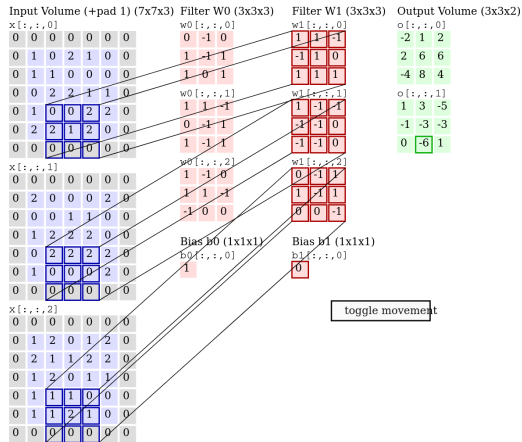 Input Volume (+pad 1) (7x7x3)
x[:,:,0]
0 0 0 0 0 0 0
0 1 0 2 1 0 0
0 1 1 0 0 0 0
0 0 2 2 1 1 0
0 1 0 0 2 2 0
0 2 2 1 2 0 0
0 0 0 0 0 0 0
x[:,:,1]
0 0 0 0 0 0 0
0 2 0 0 0 2 0
0 0 0 1 1 0 0
0 1 2 2 2 0 0
0 0 2 2 2 2 0
0 1 0 0 0 2 0
0 0 0 0 0 0 0
x[:,:,2]
0 0 0 0 0 0 0
0 1 2 0 1 2 0
0 2 1 1 2 2 0
0 1 2 0 1 1 0
0 1 1 1 0 0 0
0 1 1 2 1 0 0
0 0 0 0 0 0 0
Filter W0 (3x3x3)
w0[:,:,0]
0 -1 0
1 -1 1
1 0 1
w0[:,:,1]
1 1 -1
0 -1 1
1 -1 1
w0[:,:,2]
1 -1 0
1 1 -1
-1 0 0
Bias b0 (1x1x1)
b0[:,:,0]
1
Filter W1 (3x3x3)
w1[:,:,0]
1 1 -1
-1 1 0
1 1 1
w1[:,:,1]
1 -1 -1
-1 -1 0
-1 -1 0
w1[:,:,2]
0 -1 1
1 -1 1
0 0 -1
Bias b1 (1x1x1)
b1[:,:,0]
0
Output Volume (3x3x2)
o[:,:,0]
-2 1 2
2 6 6
-4 8 4
o[:,:,1]
1 3 -5
-1 -3 -3
0 -6 1
toggle movement